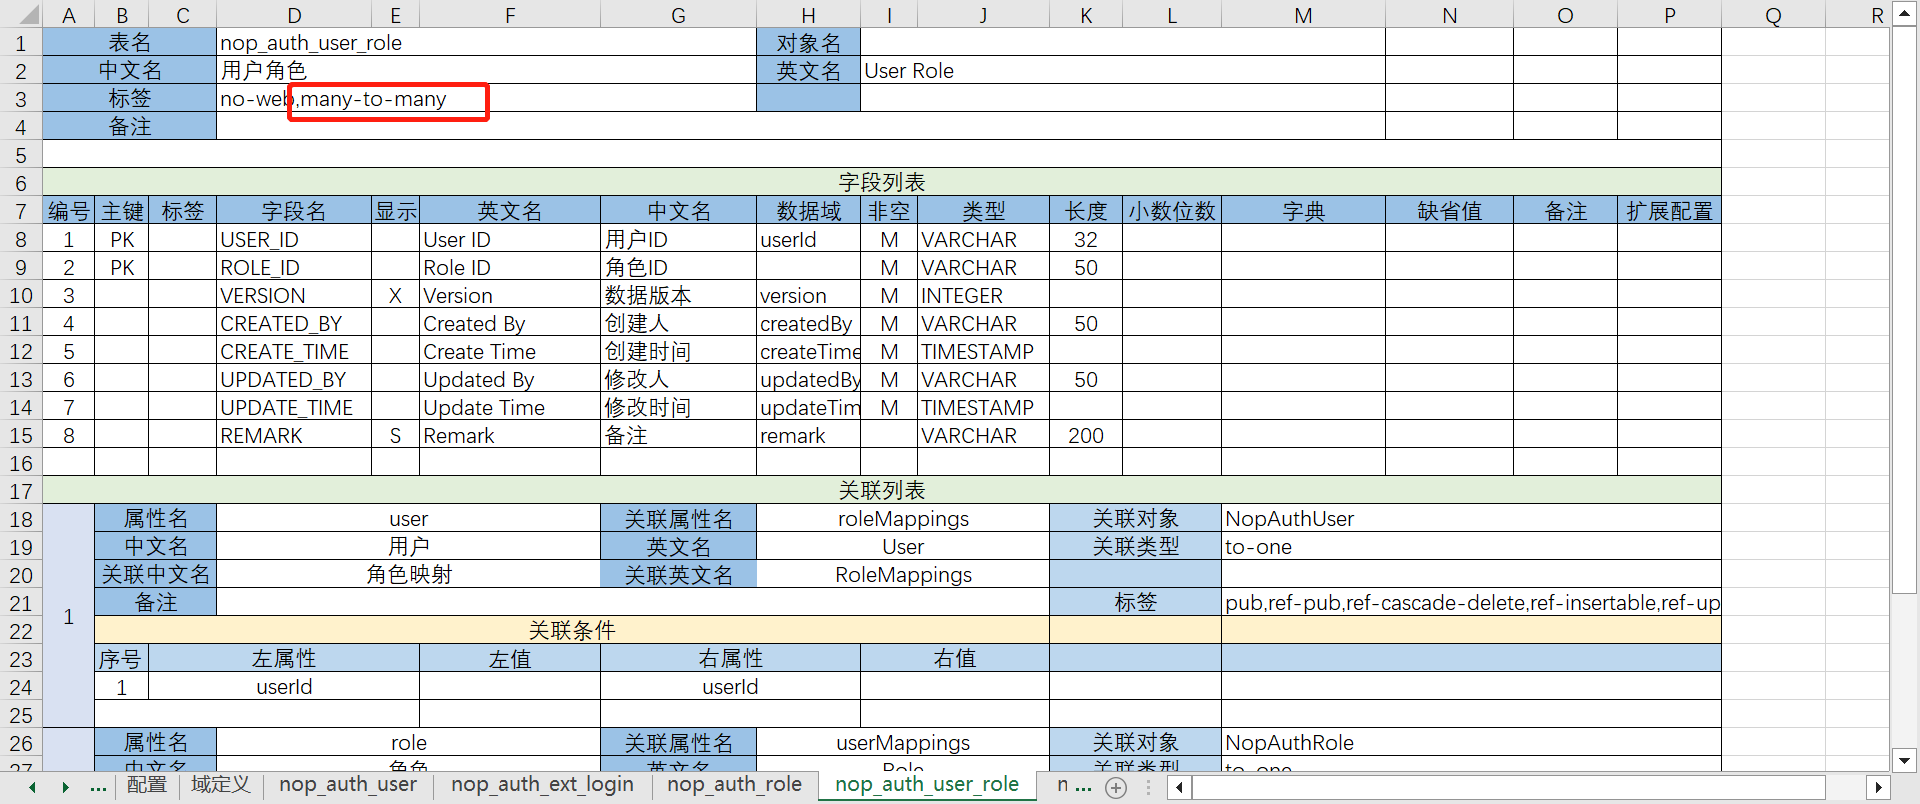 A B C D E F G H I J K L M N O P Q R
1 表名 nop_auth_user_role 对象名
2 中文名 用户角色 英文名 User Role
3 标签 no-web,many-to-many
4 备注
5
6 字段列表
7 编号 主键 标签 字段名 显示 英文名 中文名 数据域 非空 类型 长度 小数位数 字典 缺省值 备注 扩展配置
8 1 PK USER_ID User ID 用户ID userId M VARCHAR 32
9 2 PK ROLE_ID Role ID 角色ID M VARCHAR 50
10 3 VERSION X Version 数据版本 version M INTEGER
11 4 CREATED_BY Created By 创建人 createdBy M VARCHAR 50
12 5 CREATE_TIME Create Time 创建时间 createTime M TIMESTAMP
13 6 UPDATED_BY Updated By 修改人 updatedBy M VARCHAR 50
14 7 UPDATE_TIME Update Time 修改时间 updateTim M TIMESTAMP
15 8 REMARK S Remark 备注 remark VARCHAR 200
16
17 关联列表
18 属性名 user 关联属性名 roleMappings 关联对象 NopAuthUser
19 中文名 用户 英文名 User 关联类型 to-one
20 关联中文名 角色映射 关联英文名 RoleMappings
21 1 备注 标签 pub,ref-pub,ref-cascade-delete,ref-insertable,ref-up
22 关联条件
23 序号 左属性 左值 右属性 右值
24 1 userId userId
25
26 属性名 role 关联属性名 userMappings 关联对象 NopAuthRole
27 中文名 角色 英文名 Role 关联类型 to-one
... 配置 域定义 nop_auth_user nop_auth_ext_login nop_auth_role nop_auth_user_role n ...